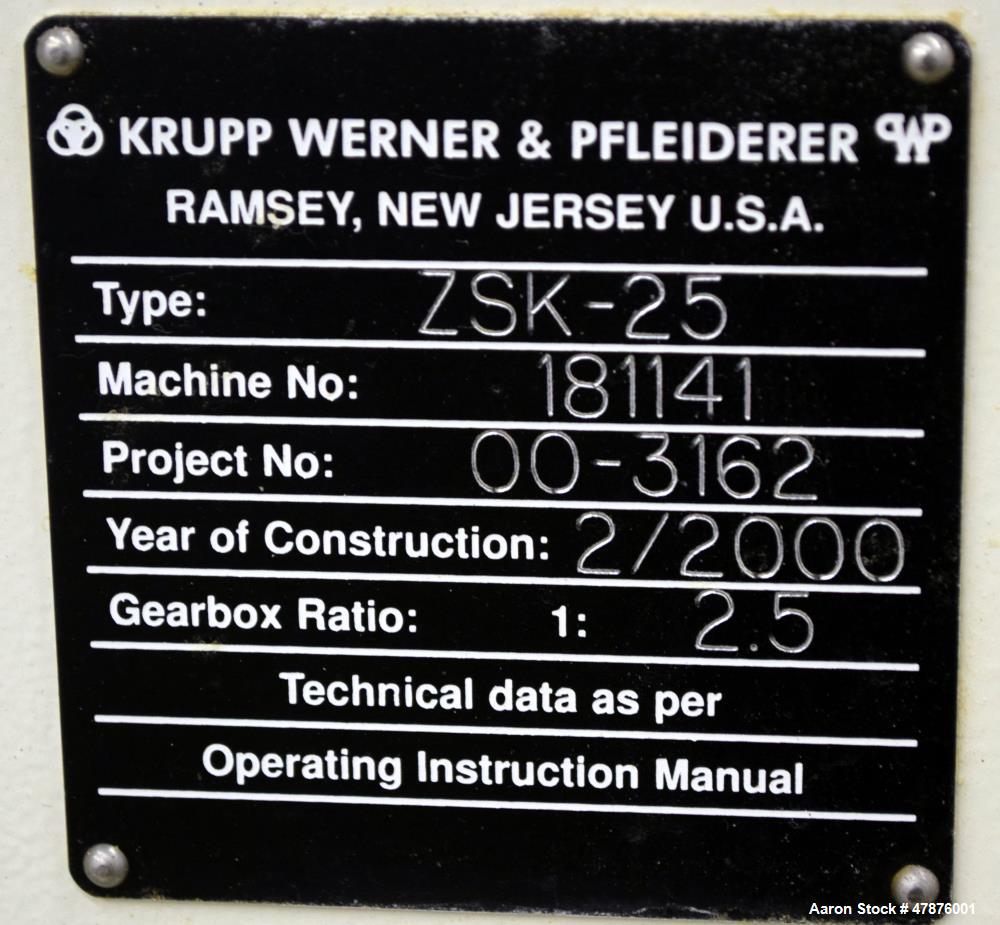 KRUPP WERNER & PFLEIDERER WP
RAMSEY, NEW JERSEY U.S.A.
Type: ZSK-25
Machine No: 181141
Project No: 00-3162
Year of Construction: 2/2000
Gearbox Ratio: 1: 2.5
Technical data as per
Operating Instruction Manual
Aaron Stock # 47876001